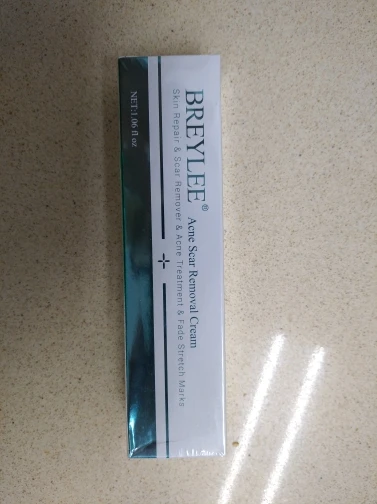 BREYLEE® Acne Scar Removal Cream
Skin Repair & Scar Remover & Acne Treatment & Fade Stretch Marks
NET:1.06 fl oz